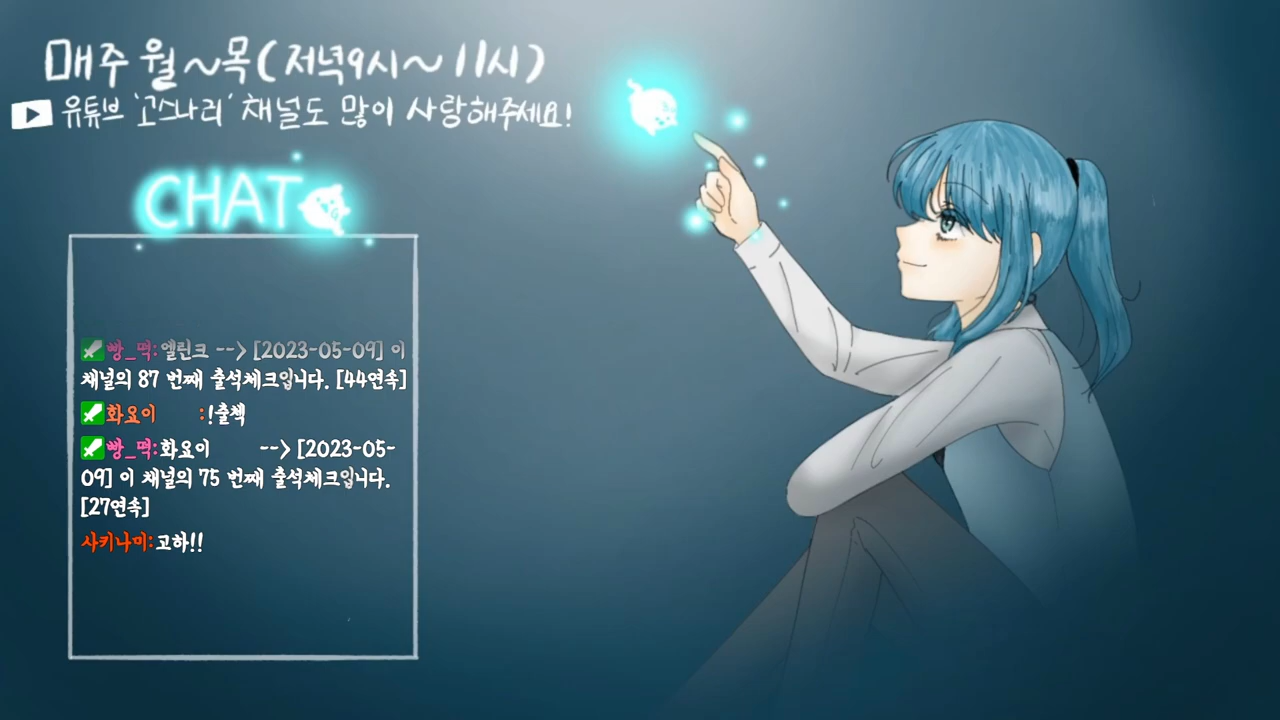 매주 월~목(저녁9시~11시)
유튜브 '고스나리' 채널도 많이 사랑해주세요!
CHAT
빵_떡:엘린크 --> [2023-05-09] 이
채널의 87 번째 출석체크입니다. [44연속]
화요이 :!출책
빵_떡:화요이 --> [2023-05-
09] 이 채널의 75 번째 출석체크입니다.
[27연속]
사키나미:고하!!